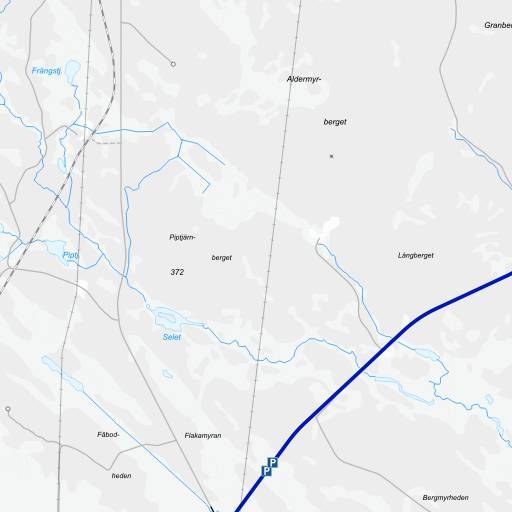 Granbe
Frängstj.
Aldermyr-
berget
Piptjärn-
berget
Långberget
Piptj.
372
Selet
Fäbod-
heden
Flakamyran
P
P
Bergmyrheden